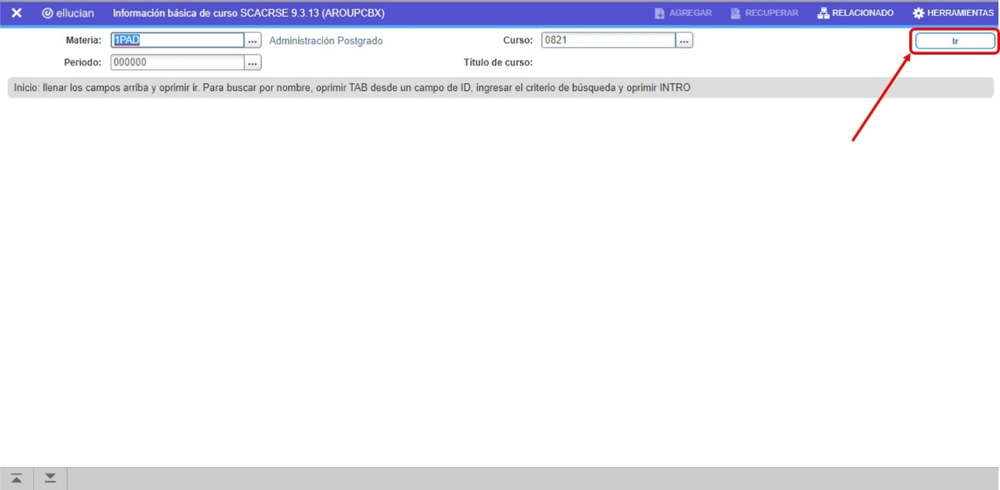 ✕ ellucian Información básica de curso SCACRSE 9.3.13 (AROUPCBX) AGREGAR RECUPERAR RELACIONADO HERRAMIENTAS
Materia: 1PAD ... Administración Postgrado Curso: 0821 ... Ir
Periodo: 000000 ... Título de curso:
Inicio: llenar los campos arriba y oprimir ir. Para buscar por nombre, oprimir TAB desde un campo de ID, ingresar el criterio de búsqueda y oprimir INTRO